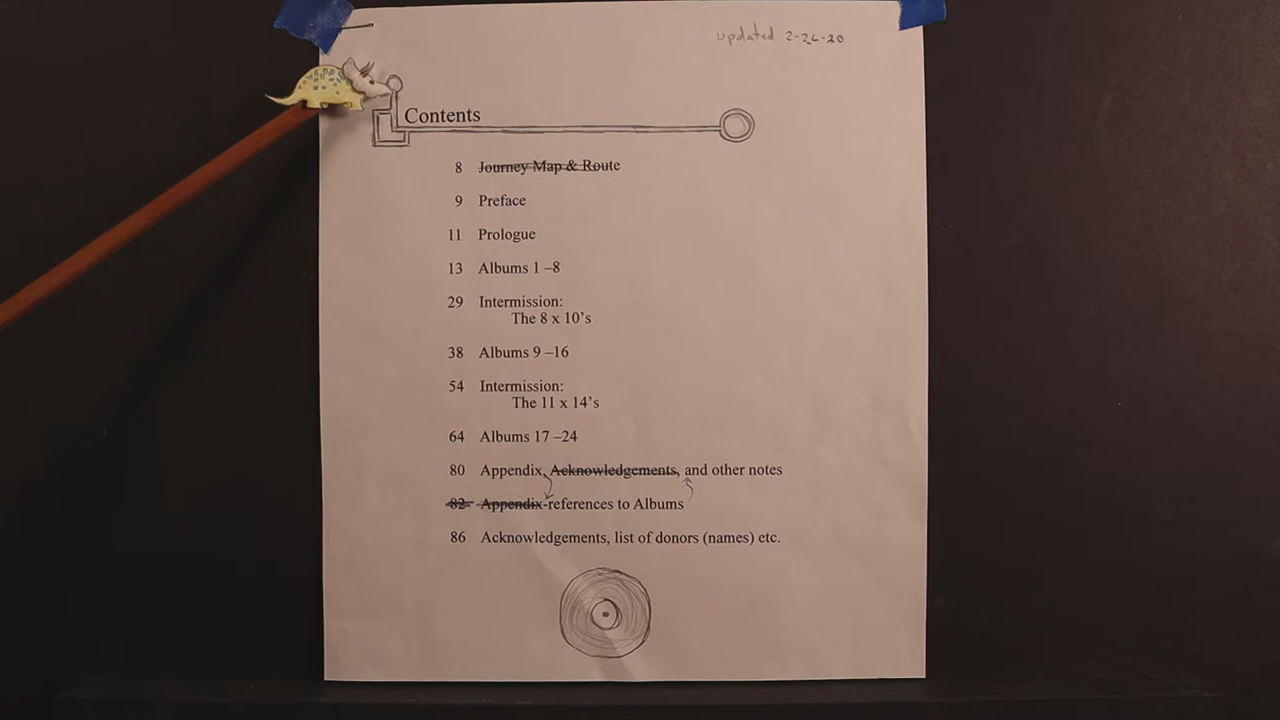 updated 2-26-20
Contents
8 Journey Map & Route
9 Preface
11 Prologue
13 Albums 1 –8
29 Intermission:
The 8 x 10’s
38 Albums 9 –16
54 Intermission:
The 11 x 14’s
64 Albums 17 –24
80 Appendix, Acknowledgements, and other notes
82 Appendix-references to Albums
86 Acknowledgements, list of donors (names) etc.